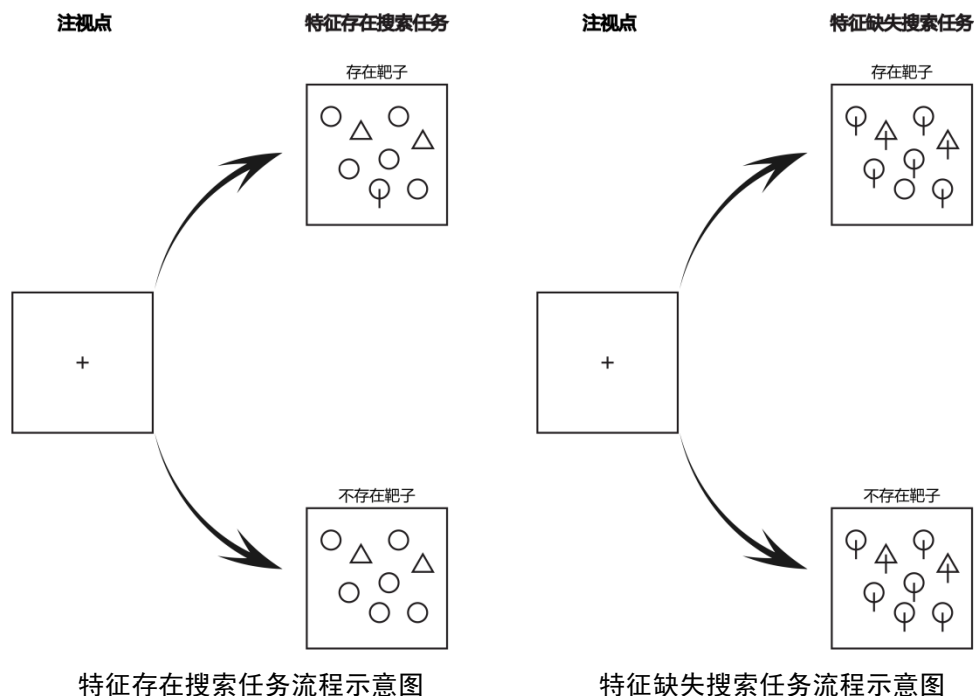 注视点
特征存在搜索任务
存在靶子
不存在靶子
特征存在搜索任务流程示意图
注视点
特征缺失搜索任务
存在靶子
不存在靶子
特征缺失搜索任务流程示意图